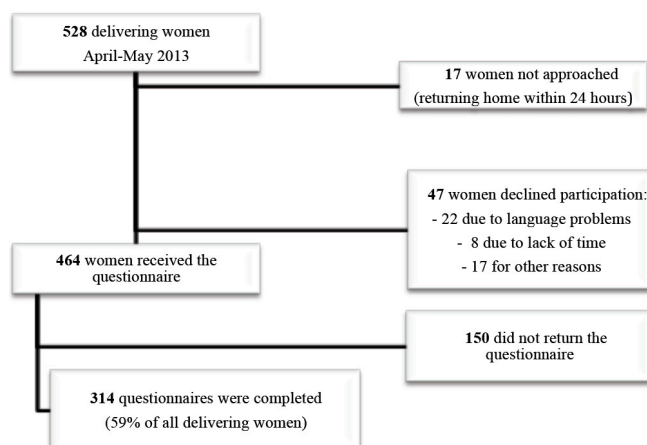 528 delivering women
April-May 2013
17 women not approached
(returning home within 24 hours)
47 women declined participation:
- 22 due to language problems
- 8 due to lack of time
- 17 for other reasons
464 women received the
questionnaire
150 did not return the
questionnaire
314 questionnaires were completed
(59% of all delivering women)